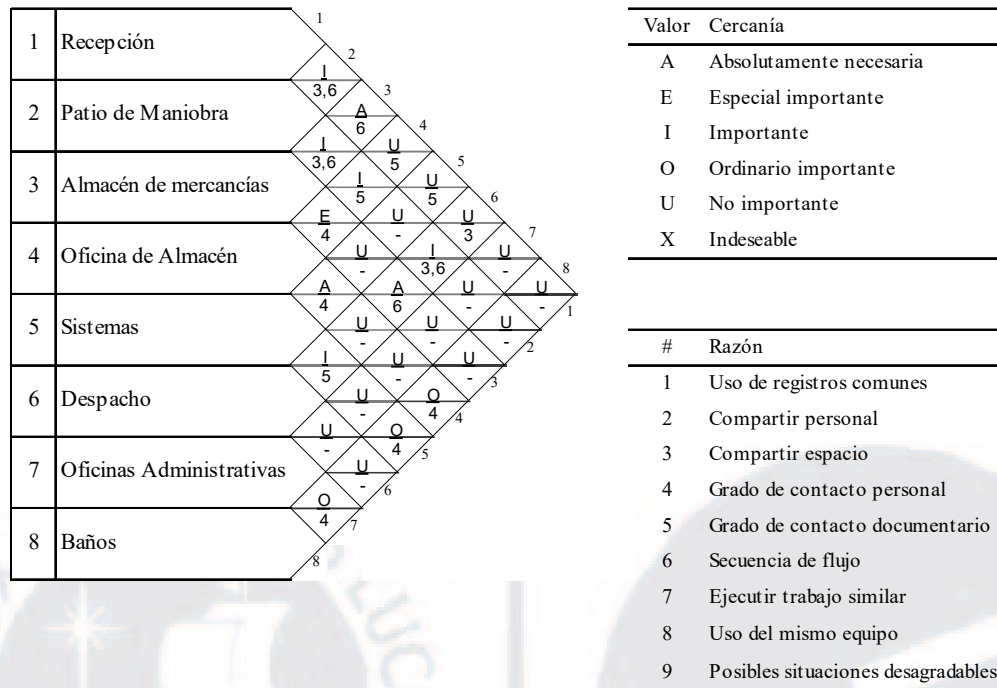 1 Recepción
2 Patio de Maniobra
3 Almacén de mercancías
4 Oficina de Almacén
5 Sistemas
6 Despacho
7 Oficinas Administrativas
8 Baños
1
2
3
4
5
6
7
8
1
2
3
4
5
6
7
8
I
3,6
A
6
I
3,6
U
5
I
5
U
5
E
4
U
-
U
3
U
-
I
3,6
U
-
A
4
A
6
U
-
U
-
U
-
U
-
U
-
I
5
U
-
U
-
U
-
O
4
U
-
O
4
U
-
O
4
Valor Cercanía
A Absolutamente necesaria
E Especial importante
I Importante
O Ordinario importante
U No importante
X Indeseable
# Razón
1 Uso de registros comunes
2 Compartir personal
3 Compartir espacio
4 Grado de contacto personal
5 Grado de contacto documentario
6 Secuencia de flujo
7 Ejecutir trabajo similar
8 Uso del mismo equipo
9 Posibles situaciones desagradables